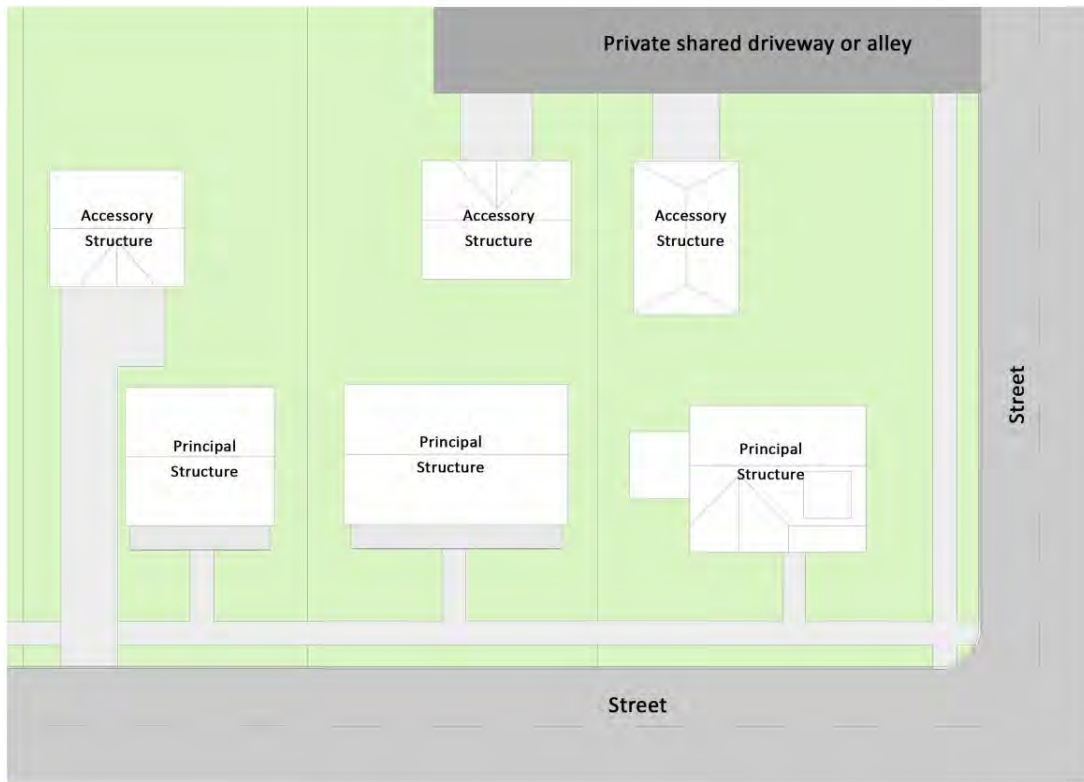 Private shared driveway or alley
Accessory
Structure
Accessory
Structure
Accessory
Structure
Street
Principal
Structure
Principal
Structure
Principal
Structure
Street